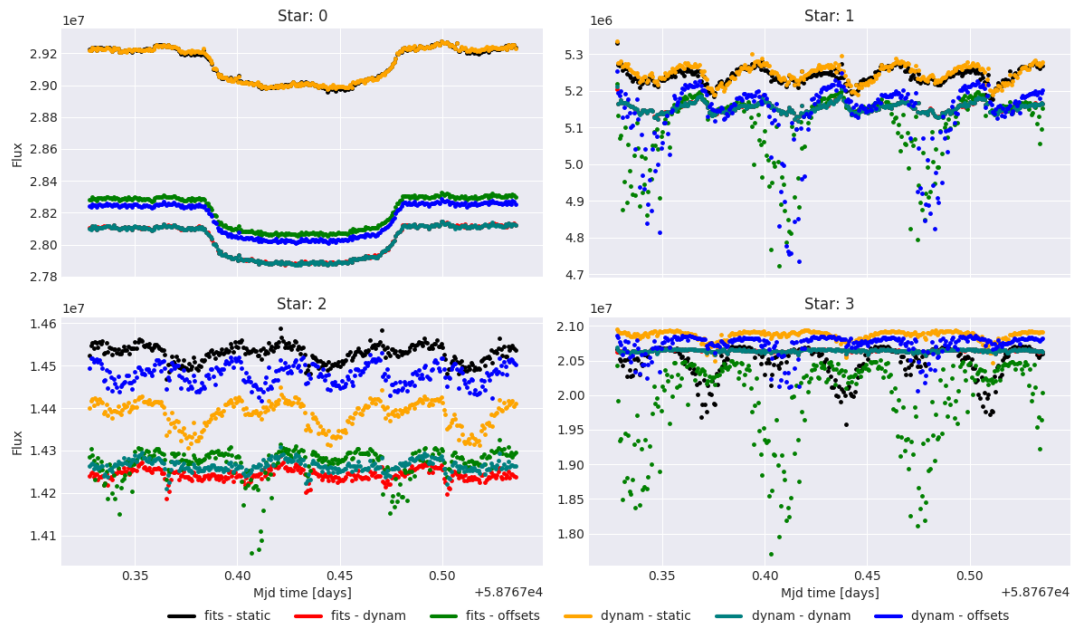 Star: 0
1e7
2.92
2.90
2.88
2.86
2.84
2.82
2.80
2.78
Flux
Star: 1
1e6
5.3
5.2
5.1
5.0
4.9
4.8
4.7
Star: 2
1e7
1.46
1.45
1.44
1.43
1.42
1.41
Flux
0.35 0.40 0.45 0.50
Mjd time [days] +5.8767e4
Star: 3
1e7
2.10
2.05
2.00
1.95
1.90
1.85
1.80
0.35 0.40 0.45 0.50
Mjd time [days] +5.8767e4
fits - static fits - dynam fits - offsets dynam - static dynam - dynam dynam - offsets